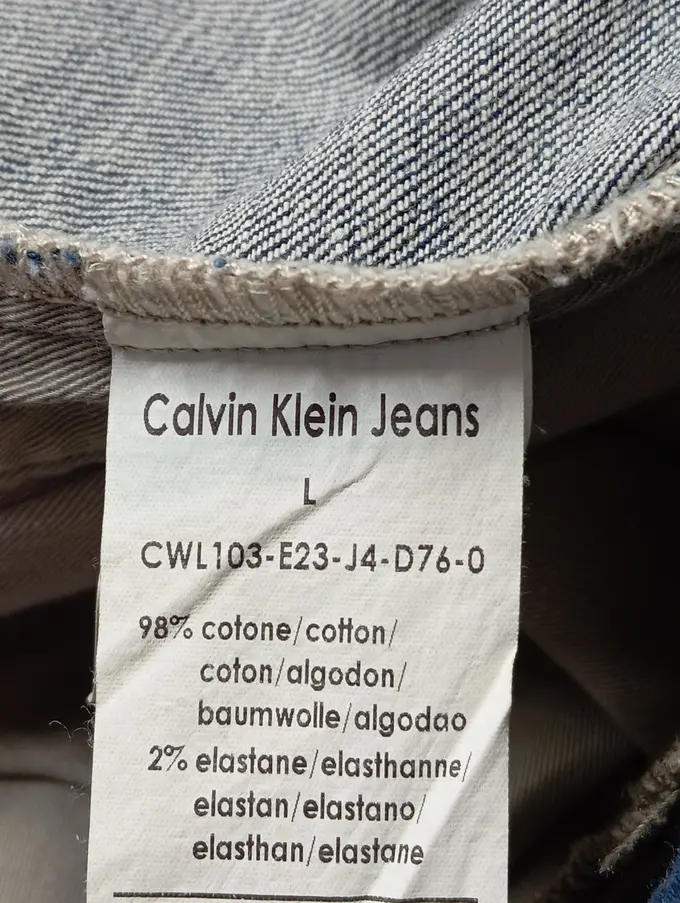 Calvin Klein Jeans
L
CWL103-E23-J4-D76-0
98% cotone/cotton/
coton/algodon/
baumwolle/algodao
2% elastane/elasthanne/
elastan/elastano/
elasthan/elastane